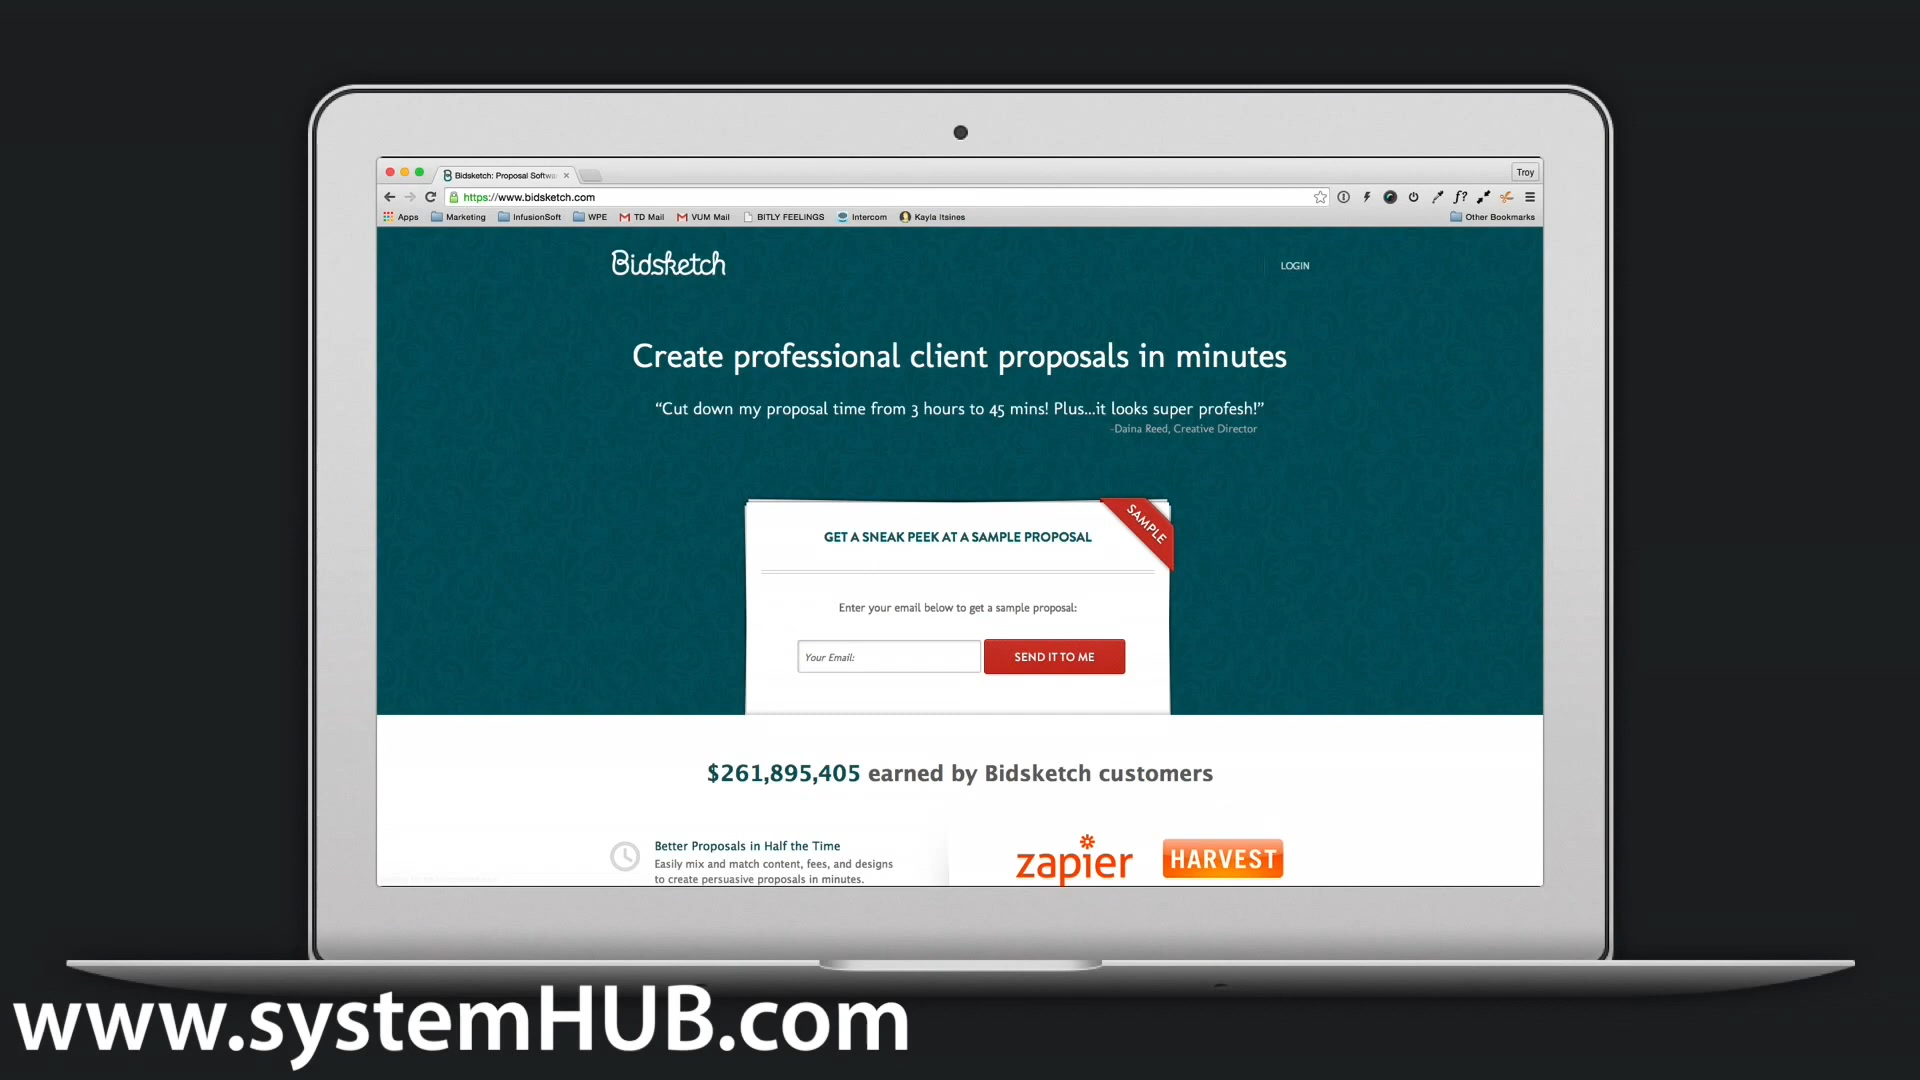 Bidsketch: Proposal Softwa
Troy
https://www.bidsketch.com
f?
Apps Marketing InfusionSoft WPE TD Mail VUM Mail BITLY FEELINGS Intercom Kayla Itsines Other Bookmarks
Bidsketch LOGIN
Create professional client proposals in minutes
“Cut down my proposal time from 3 hours to 45 mins! Plus...it looks super profesh!”
-Daina Reed, Creative Director
SAMPLE
GET A SNEAK PEEK AT A SAMPLE PROPOSAL
Enter your email below to get a sample proposal:
Your Email: SEND IT TO ME
$261,895,405 earned by Bidsketch customers
Better Proposals in Half the Time
Easily mix and match content, fees, and designs
to create persuasive proposals in minutes.
zapier HARVEST
www.systemHUB.com